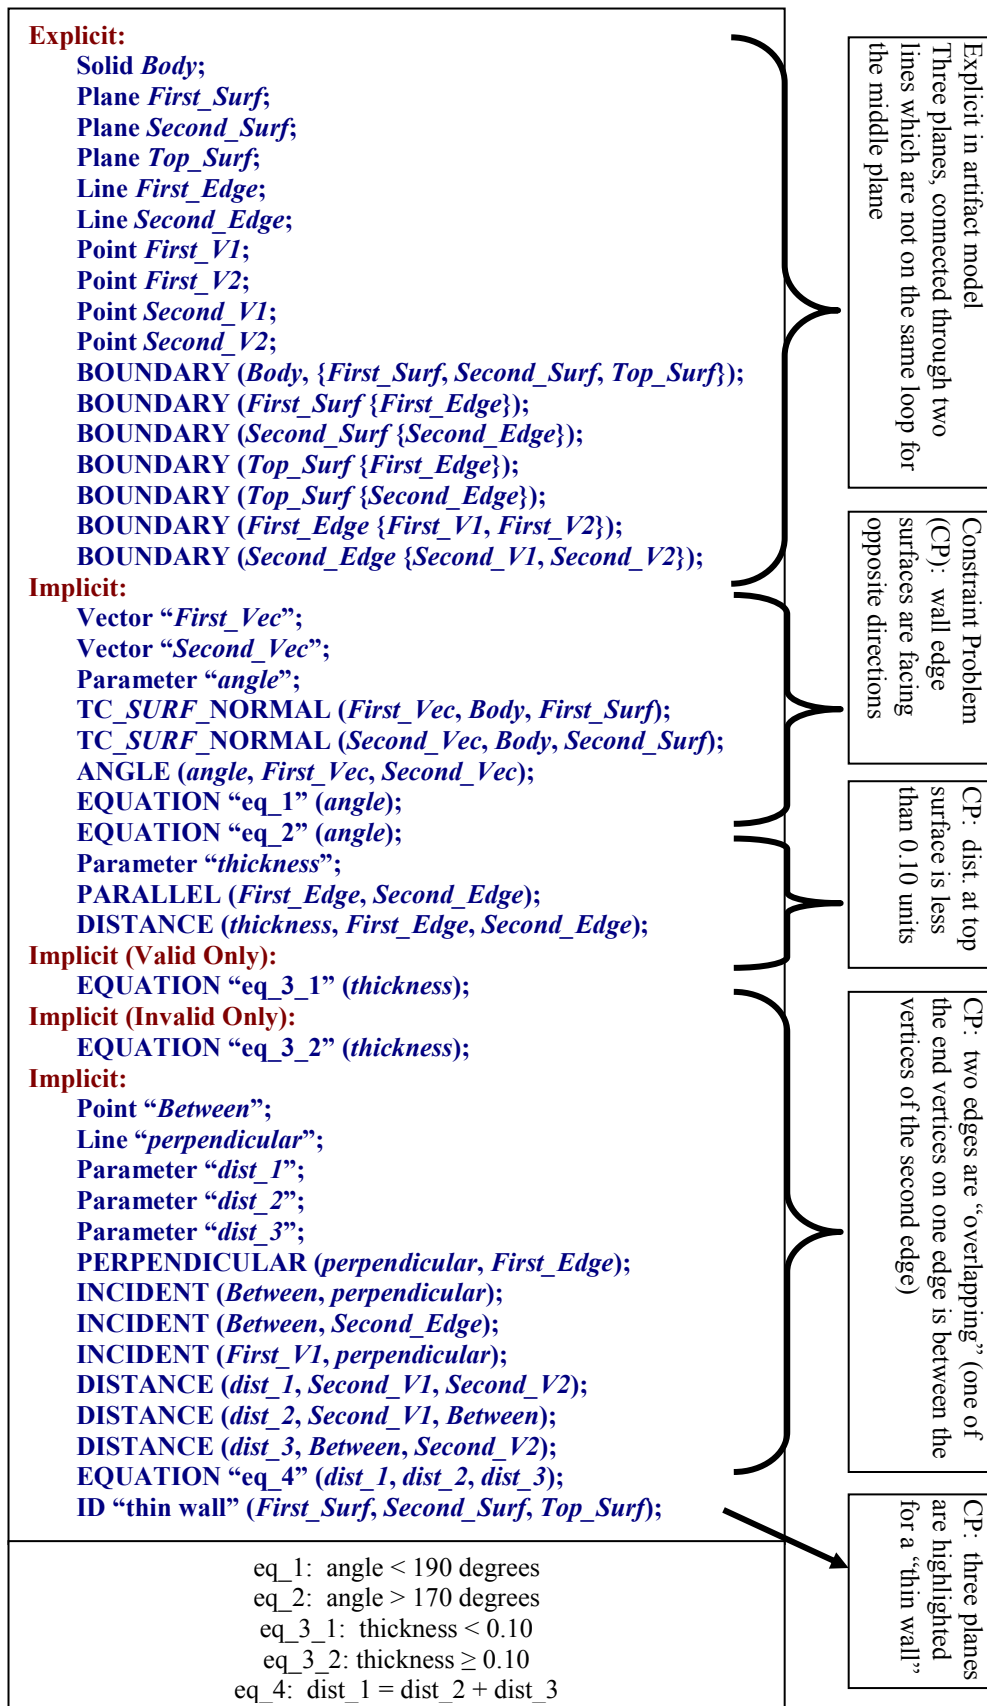 Explicit:
Solid Body;
Plane First_Surf;
Plane Second_Surf;
Plane Top_Surf;
Line First_Edge;
Line Second_Edge;
Point First_V1;
Point First_V2;
Point Second_V1;
Point Second_V2;
BOUNDARY (Body, {First_Surf, Second_Surf, Top_Surf});
BOUNDARY (First_Surf {First_Edge});
BOUNDARY (Second_Surf {Second_Edge});
BOUNDARY (Top_Surf {First_Edge});
BOUNDARY (Top_Surf {Second_Edge});
BOUNDARY (First_Edge {First_V1, First_V2});
BOUNDARY (Second_Edge {Second_V1, Second_V2});
Implicit:
Vector “First_Vec”;
Vector “Second_Vec”;
Parameter “angle”;
TC_SURF_NORMAL (First_Vec, Body, First_Surf);
TC_SURF_NORMAL (Second_Vec, Body, Second_Surf);
ANGLE (angle, First_Vec, Second_Vec);
EQUATION “eq_1” (angle);
EQUATION “eq_2” (angle);
Parameter “thickness”;
PARALLEL (First_Edge, Second_Edge);
DISTANCE (thickness, First_Edge, Second_Edge);
Implicit (Valid Only):
EQUATION “eq_3_1” (thickness);
Implicit (Invalid Only):
EQUATION “eq_3_2” (thickness);
Implicit:
Point “Between”;
Line “perpendicular”;
Parameter “dist_1”;
Parameter “dist_2”;
Parameter “dist_3”;
PERPENDICULAR (perpendicular, First_Edge);
INCIDENT (Between, perpendicular);
INCIDENT (Between, Second_Edge);
INCIDENT (First_V1, perpendicular);
DISTANCE (dist_1, Second_V1, Second_V2);
DISTANCE (dist_2, Second_V1, Between);
DISTANCE (dist_3, Between, Second_V2);
EQUATION “eq_4” (dist_1, dist_2, dist_3);
ID “thin wall” (First_Surf, Second_Surf, Top_Surf);
eq_1: angle < 190 degrees
eq_2: angle > 170 degrees
eq_3_1: thickness < 0.10
eq_3_2: thickness ≥ 0.10
eq_4: dist_1 = dist_2 + dist_3
Explicit in artifact model
Three planes, connected through two
lines which are not on the same loop for
the middle plane
Constraint Problem
(CP): wall edge
surfaces are facing
opposite directions
CP: dist. at top
surface is less
than 0.10 units
CP: two edges are “overlapping” (one of
the end vertices on one edge is between the
vertices of the second edge)
CP: three planes
are highlighted
for a “thin wall”